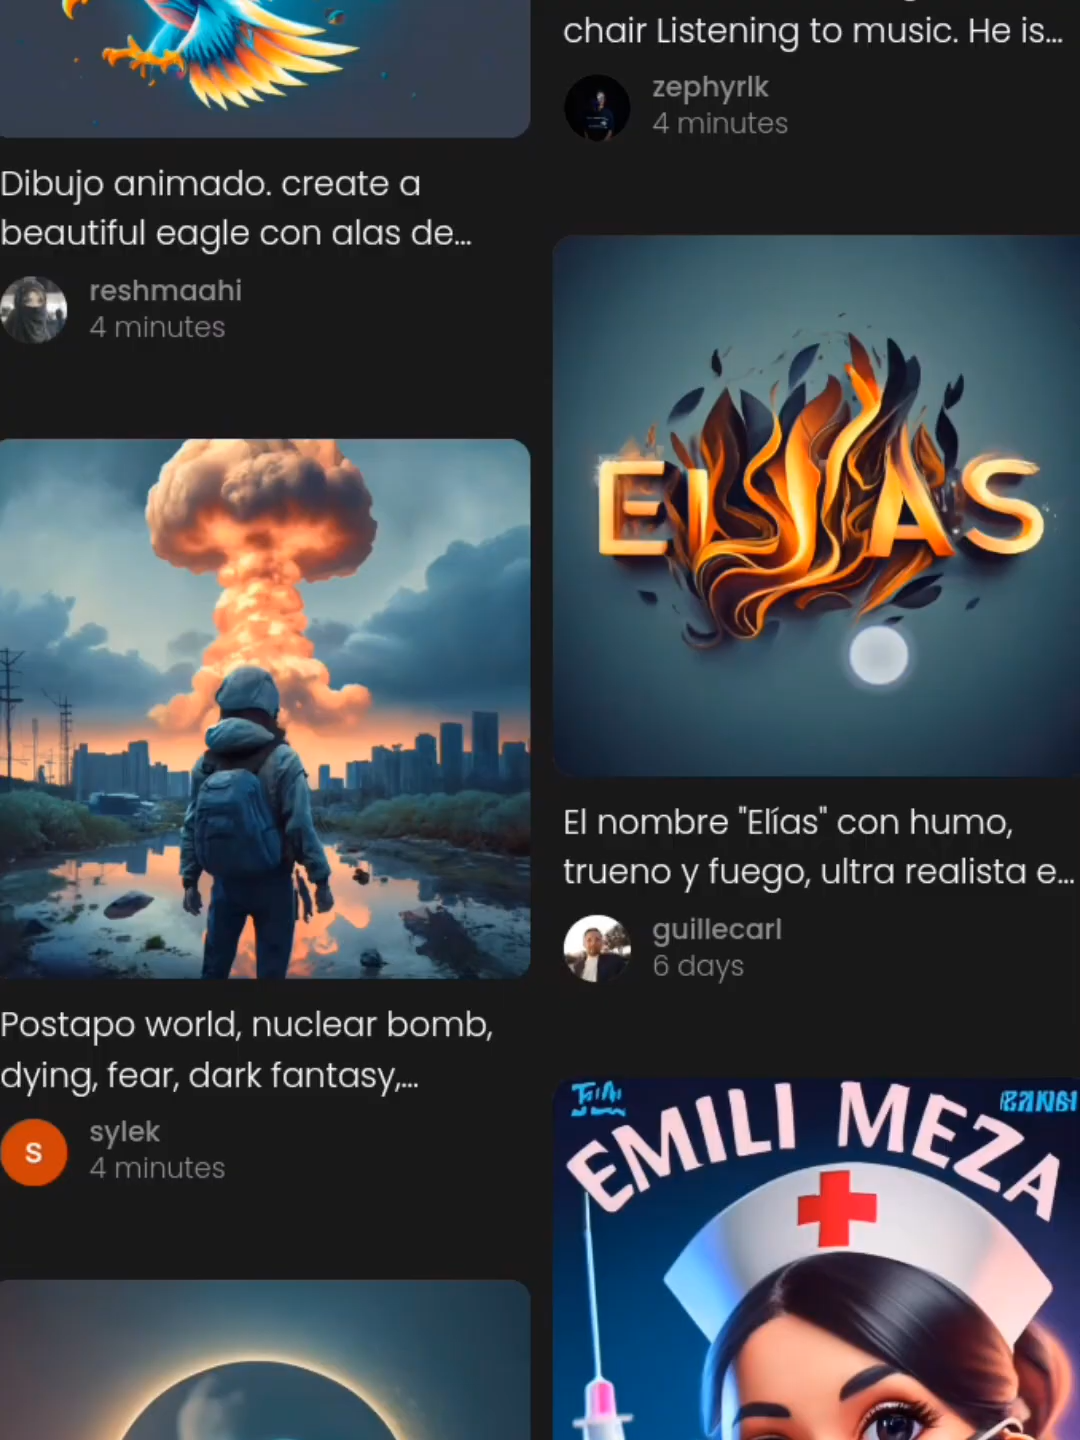 Dibujo animado. create a
beautiful eagle con alas de...
reshmaahi
4 minutes
Postapo world, nuclear bomb,
dying, fear, dark fantasy,...
S
sylek
4 minutes
chair Listening to music. He is...
zephyrlk
4 minutes
ELÍAS
El nombre "Elías" con humo,
trueno y fuego, ultra realista e...
guillecarl
6 days
EMILI MEZA